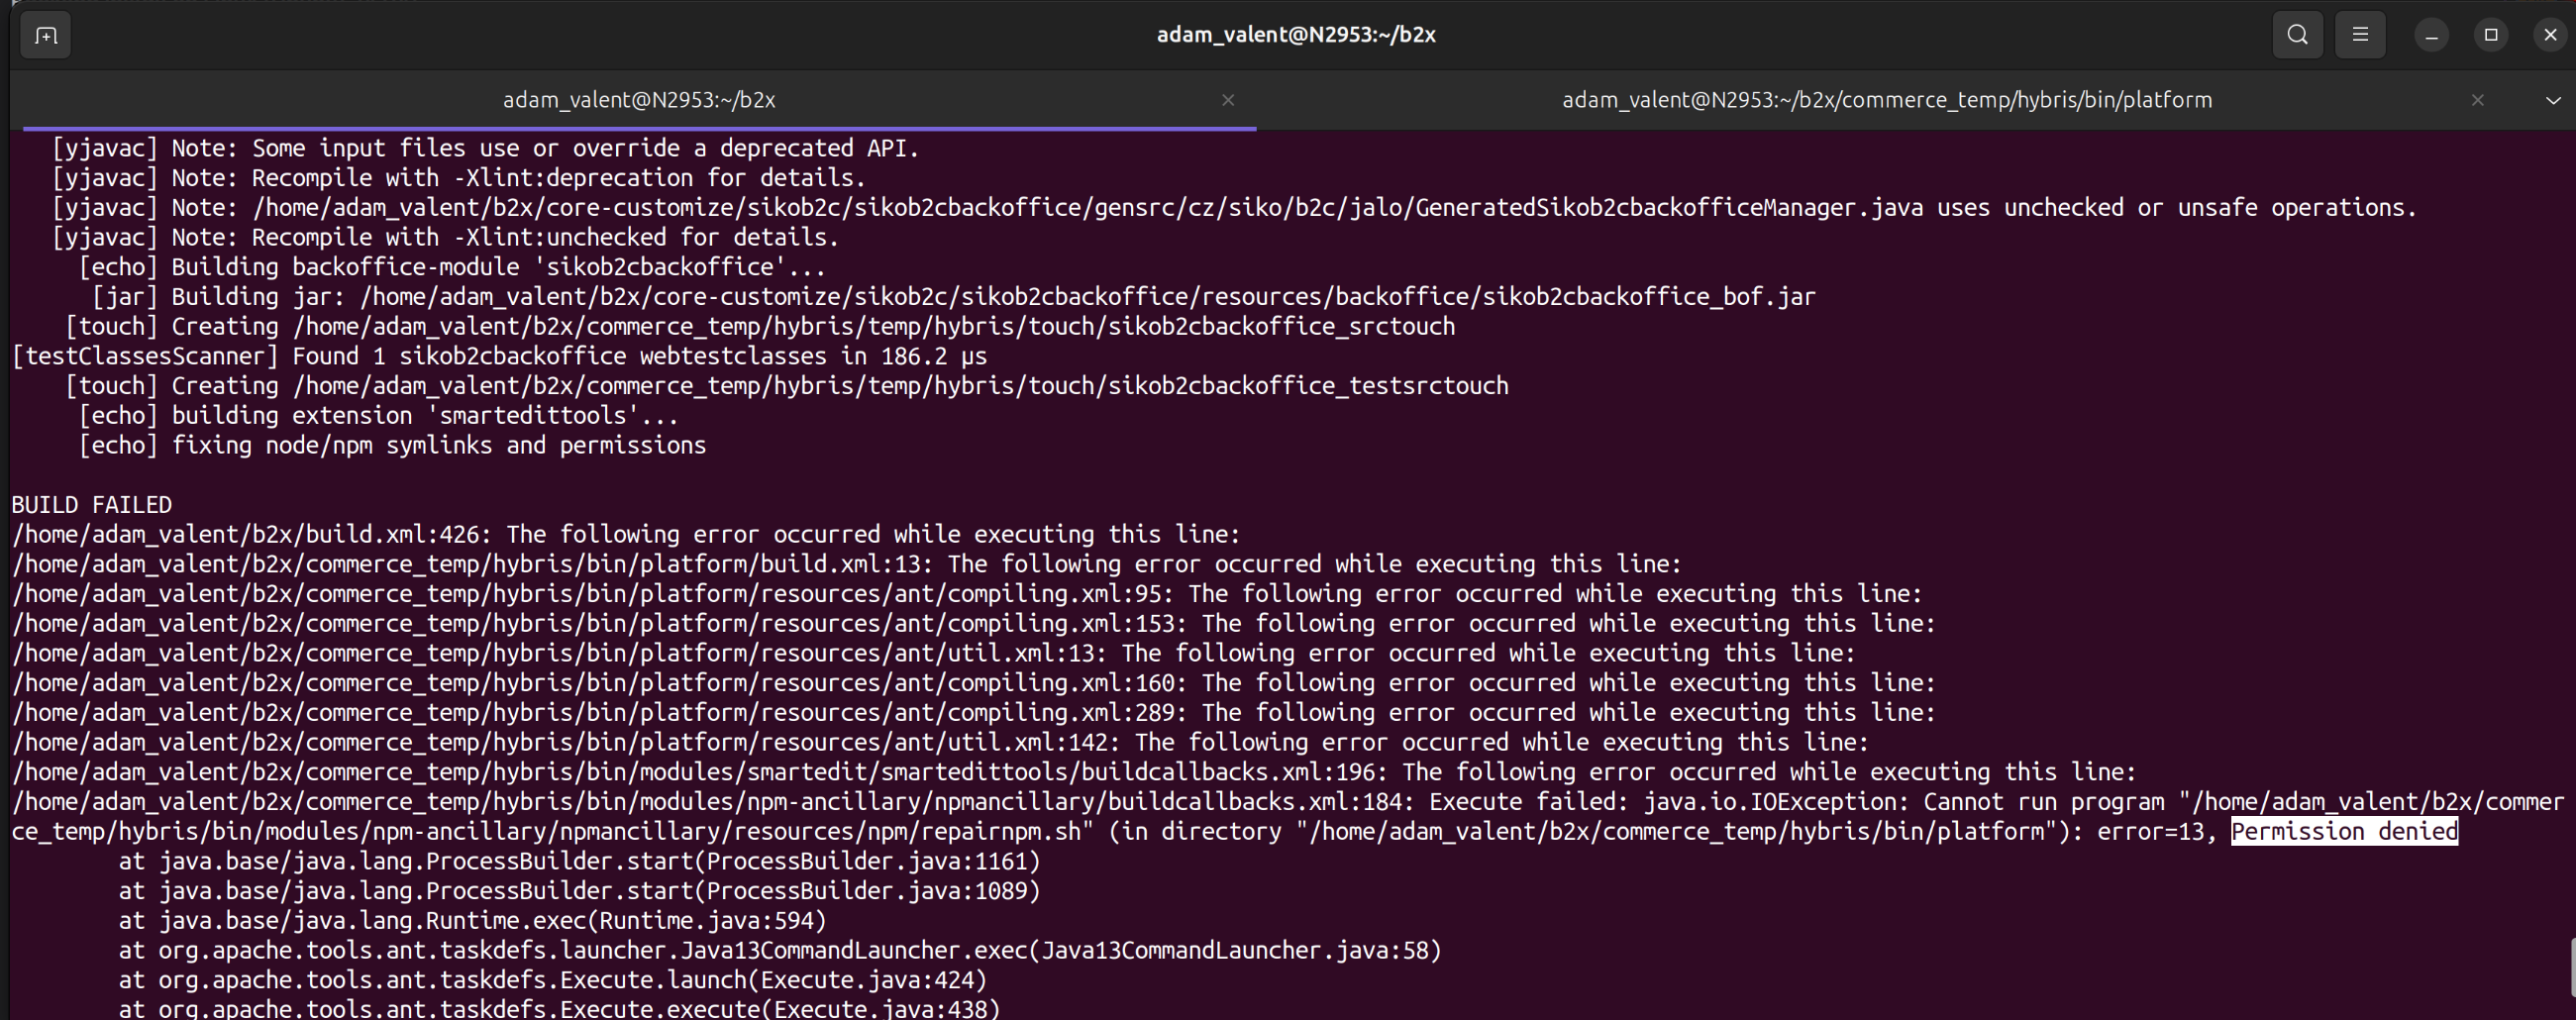 adam_valent@N2953:~/b2x
adam_valent@N2953:~/b2x
adam_valent@N2953:~/b2x/commerce_temp/hybris/bin/platform
[yjavac] Note: Some input files use or override a deprecated API.
[yjavac] Note: Recompile with -Xlint:deprecation for details.
[yjavac] Note: /home/adam_valent/b2x/core-customize/sikob2c/sikob2cbackoffice/gensrc/cz/siko/b2c/jalo/GeneratedSikob2cbackofficeManager.java uses unchecked or unsafe operations.
[yjavac] Note: Recompile with -Xlint:unchecked for details.
[echo] Building backoffice-module 'sikob2cbackoffice'...
[jar] Building jar: /home/adam_valent/b2x/core-customize/sikob2c/sikob2cbackoffice/resources/backoffice/sikob2cbackoffice_bof.jar
[touch] Creating /home/adam_valent/b2x/commerce_temp/hybris/temp/hybris/touch/sikob2cbackoffice_srctouch
[testClassesScanner] Found 1 sikob2cbackoffice webtestclasses in 186.2 μs
[touch] Creating /home/adam_valent/b2x/commerce_temp/hybris/temp/hybris/touch/sikob2cbackoffice_testsrctouch
[echo] building extension 'smartedittools'...
[echo] fixing node/npm symlinks and permissions
BUILD FAILED
/home/adam_valent/b2x/build.xml:426: The following error occurred while executing this line:
/home/adam_valent/b2x/commerce_temp/hybris/bin/platform/build.xml:13: The following error occurred while executing this line:
/home/adam_valent/b2x/commerce_temp/hybris/bin/platform/resources/ant/compiling.xml:95: The following error occurred while executing this line:
/home/adam_valent/b2x/commerce_temp/hybris/bin/platform/resources/ant/compiling.xml:153: The following error occurred while executing this line:
/home/adam_valent/b2x/commerce_temp/hybris/bin/platform/resources/ant/util.xml:13: The following error occurred while executing this line:
/home/adam_valent/b2x/commerce_temp/hybris/bin/platform/resources/ant/compiling.xml:160: The following error occurred while executing this line:
/home/adam_valent/b2x/commerce_temp/hybris/bin/platform/resources/ant/compiling.xml:289: The following error occurred while executing this line:
/home/adam_valent/b2x/commerce_temp/hybris/bin/platform/resources/ant/util.xml:142: The following error occurred while executing this line:
/home/adam_valent/b2x/commerce_temp/hybris/bin/modules/smartedit/smartedittools/buildcallbacks.xml:196: The following error occurred while executing this line:
/home/adam_valent/b2x/commerce_temp/hybris/bin/modules/npm-ancillary/npmancillary/buildcallbacks.xml:184: Execute failed: java.io.IOException: Cannot run program "/home/adam_valent/b2x/commer
ce_temp/hybris/bin/modules/npm-ancillary/npmancillary/resources/npm/repairnpm.sh" (in directory "/home/adam_valent/b2x/commerce_temp/hybris/bin/platform"): error=13, Permission denied
at java.base/java.lang.ProcessBuilder.start(ProcessBuilder.java:1161)
at java.base/java.lang.ProcessBuilder.start(ProcessBuilder.java:1089)
at java.base/java.lang.Runtime.exec(Runtime.java:594)
at org.apache.tools.ant.taskdefs.launcher.Java13CommandLauncher.exec(Java13CommandLauncher.java:58)
at org.apache.tools.ant.taskdefs.Execute.launch(Execute.java:424)
at org.apache.tools.ant.taskdefs.Execute.execute(Execute.java:438)